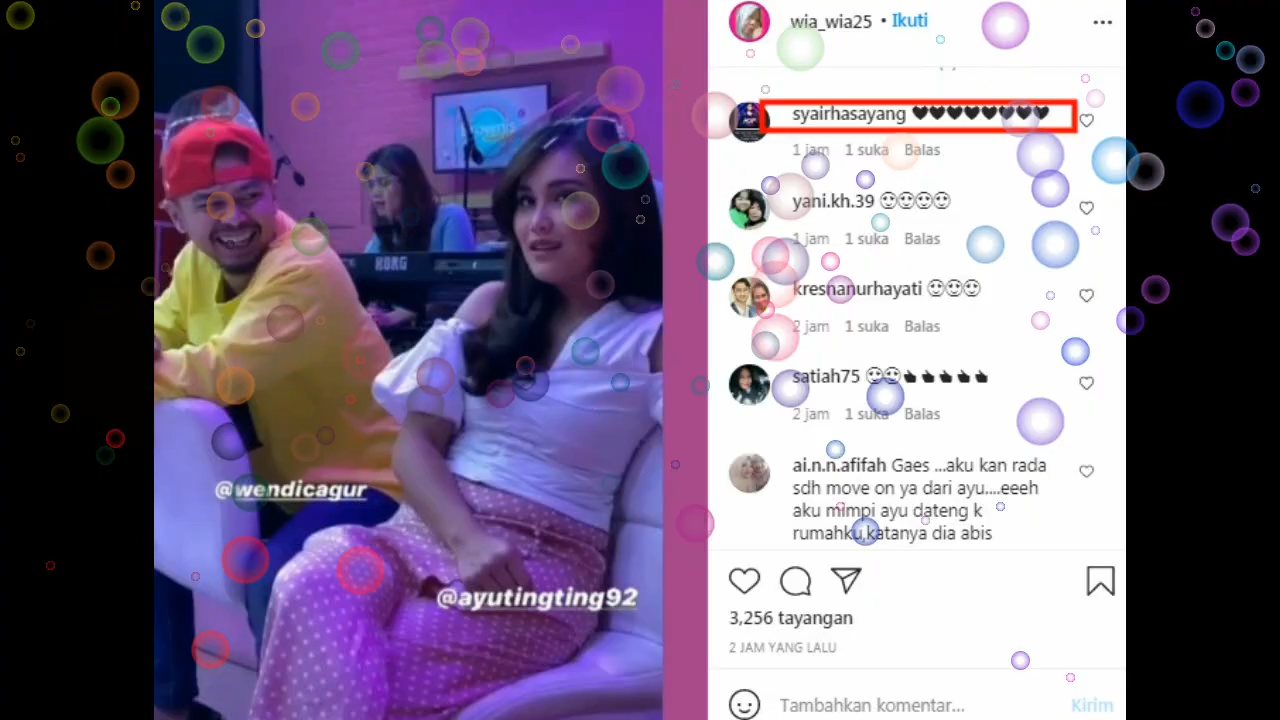 KORG
@wendicagur
@ayutingting92
wia_wia25 • Ikuti
syairhasayang 🖤🖤🖤🖤🖤🖤🖤🖤
1 jam 1 suka Balas
yani.kh.39 😍😍😍😍
1 jam 1 suka Balas
kresnanurhayati 😍😍😍
2 jam 1 suka Balas
satiah75 😍😍👍👍👍👍👍
2 jam 1 suka Balas
ai.n.n.afifah Gaes ...aku kan rada
sdh move on ya dari ayu....eeeh
aku mimpi ayu dateng k
rumahku,katanya dia abis
3,256 tayangan
2 JAM YANG LALU
Tambahkan komentar... Kirim